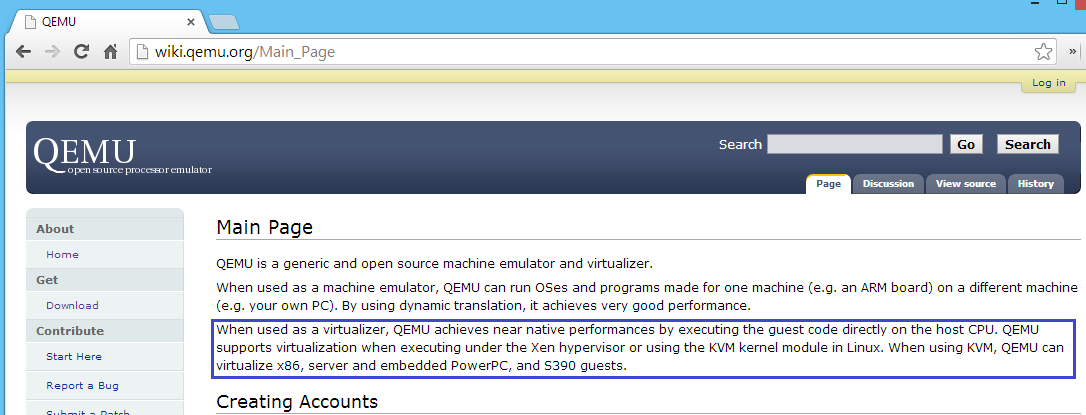 QEMU
wiki.qemu.org/Main_Page
»
Log in
QEMU
open source processor emulator
Search
Go
Search
Page
Discussion
View source
History
About
Home
Get
Download
Contribute
Start Here
Report a Bug
Submit a Patch
Main Page
QEMU is a generic and open source machine emulator and virtualizer.
When used as a machine emulator, QEMU can run OSes and programs made for one machine (e.g. an ARM board) on a different machine
(e.g. your own PC). By using dynamic translation, it achieves very good performance.
When used as a virtualizer, QEMU achieves near native performances by executing the guest code directly on the host CPU. QEMU
supports virtualization when executing under the Xen hypervisor or using the KVM kernel module in Linux. When using KVM, QEMU can
virtualize x86, server and embedded PowerPC, and S390 guests.
Creating Accounts